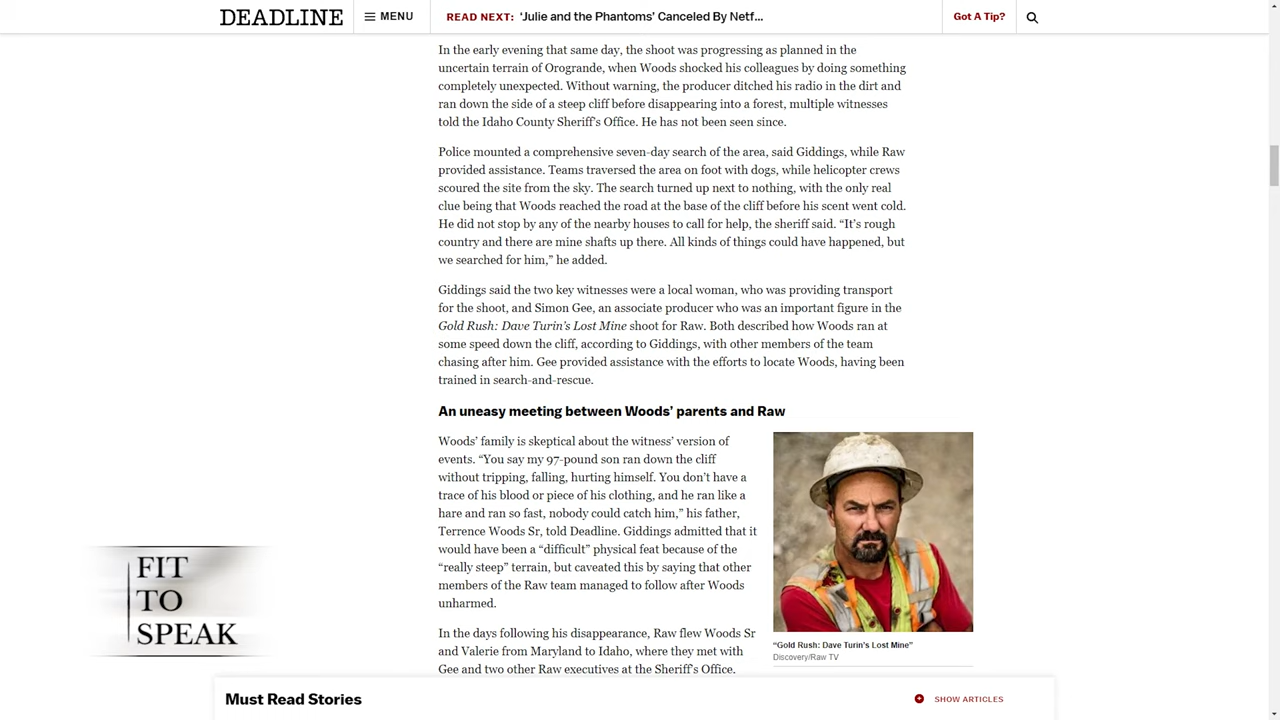 DEADLINE
MENU
READ NEXT: ‘Julie and the Phantoms’ Canceled By Netf...
Got A Tip?
In the early evening that same day, the shoot was progressing as planned in the
uncertain terrain of Orogrande, when Woods shocked his colleagues by doing something
completely unexpected. Without warning, the producer ditched his radio in the dirt and
ran down the side of a steep cliff before disappearing into a forest, multiple witnesses
told the Idaho County Sheriff’s Office. He has not been seen since.
Police mounted a comprehensive seven-day search of the area, said Giddings, while Raw
provided assistance. Teams traversed the area on foot with dogs, while helicopter crews
scoured the site from the sky. The search turned up next to nothing, with the only real
clue being that Woods reached the road at the base of the cliff before his scent went cold.
He did not stop by any of the nearby houses to call for help, the sheriff said. “It’s rough
country and there are mine shafts up there. All kinds of things could have happened, but
we searched for him,” he added.
Giddings said the two key witnesses were a local woman, who was providing transport
for the shoot, and Simon Gee, an associate producer who was an important figure in the
Gold Rush: Dave Turin’s Lost Mine shoot for Raw. Both described how Woods ran at
some speed down the cliff, according to Giddings, with other members of the team
chasing after him. Gee provided assistance with the efforts to locate Woods, having been
trained in search-and-rescue.
An uneasy meeting between Woods’ parents and Raw
Woods’ family is skeptical about the witness’ version of
events. “You say my 97-pound son ran down the cliff
without tripping, falling, hurting himself. You don’t have a
trace of his blood or piece of his clothing, and he ran like a
hare and ran so fast, nobody could catch him,” his father,
Terrence Woods Sr, told Deadline. Giddings admitted that it
would have been a “difficult” physical feat because of the
“really steep” terrain, but caveated this by saying that other
members of the Raw team managed to follow after Woods
unharmed.
In the days following his disappearance, Raw flew Woods Sr
and Valerie from Maryland to Idaho, where they met with
Gee and two other Raw executives at the Sheriff’s Office.
“Gold Rush: Dave Turin’s Lost Mine”
Discovery/Raw TV
FIT
TO
SPEAK
Must Read Stories
SHOW ARTICLES